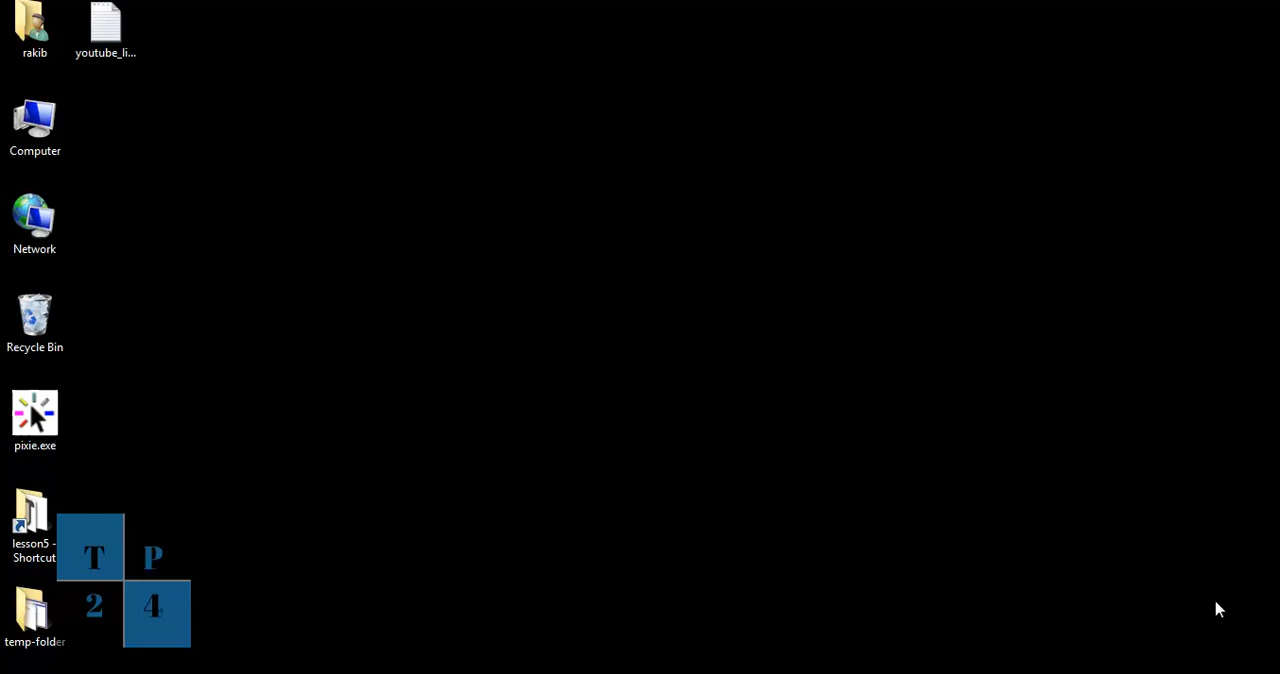 rakib
youtube_li...
Computer
Network
Recycle Bin
pixie.exe
lesson5 -
Shortcut
temp-folder
T P
2 4